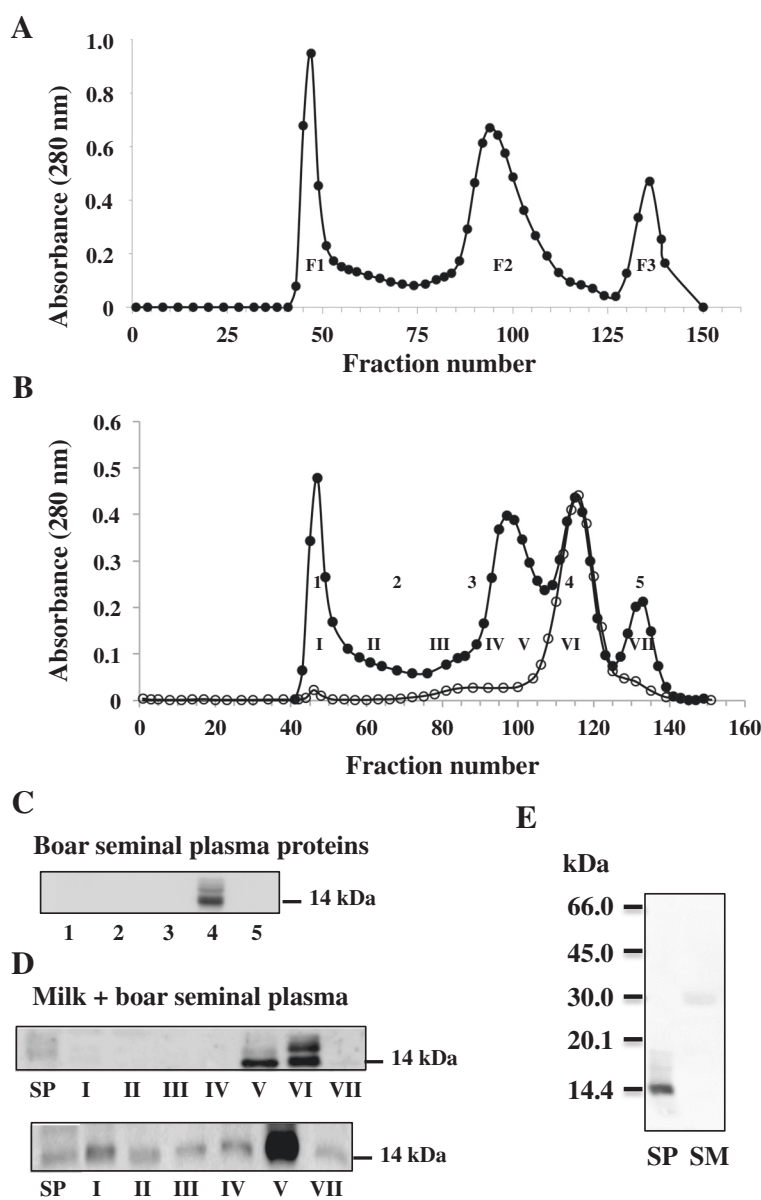 A
Absorbance (280 nm)
1.0
0.8
0.6
0.4
0.2
0
F1
F2
F3
0
25
50
75
100
125
150
Fraction number
B
Absorbance (280 nm)
0.6
0.5
0.4
0.3
0.2
0.1
0
1
2
3
4
5
I
II
III
IV
V
VI
VII
0
20
40
60
80
100
120
140
160
Fraction number
C
Boar seminal plasma proteins
14 kDa
1 2 3 4 5
D
Milk + boar seminal plasma
14 kDa
SP I II III IV V VI VII
14 kDa
SP I II III IV V VII
E
kDa
66.0
45.0
30.0
20.1
14.4
SP SM